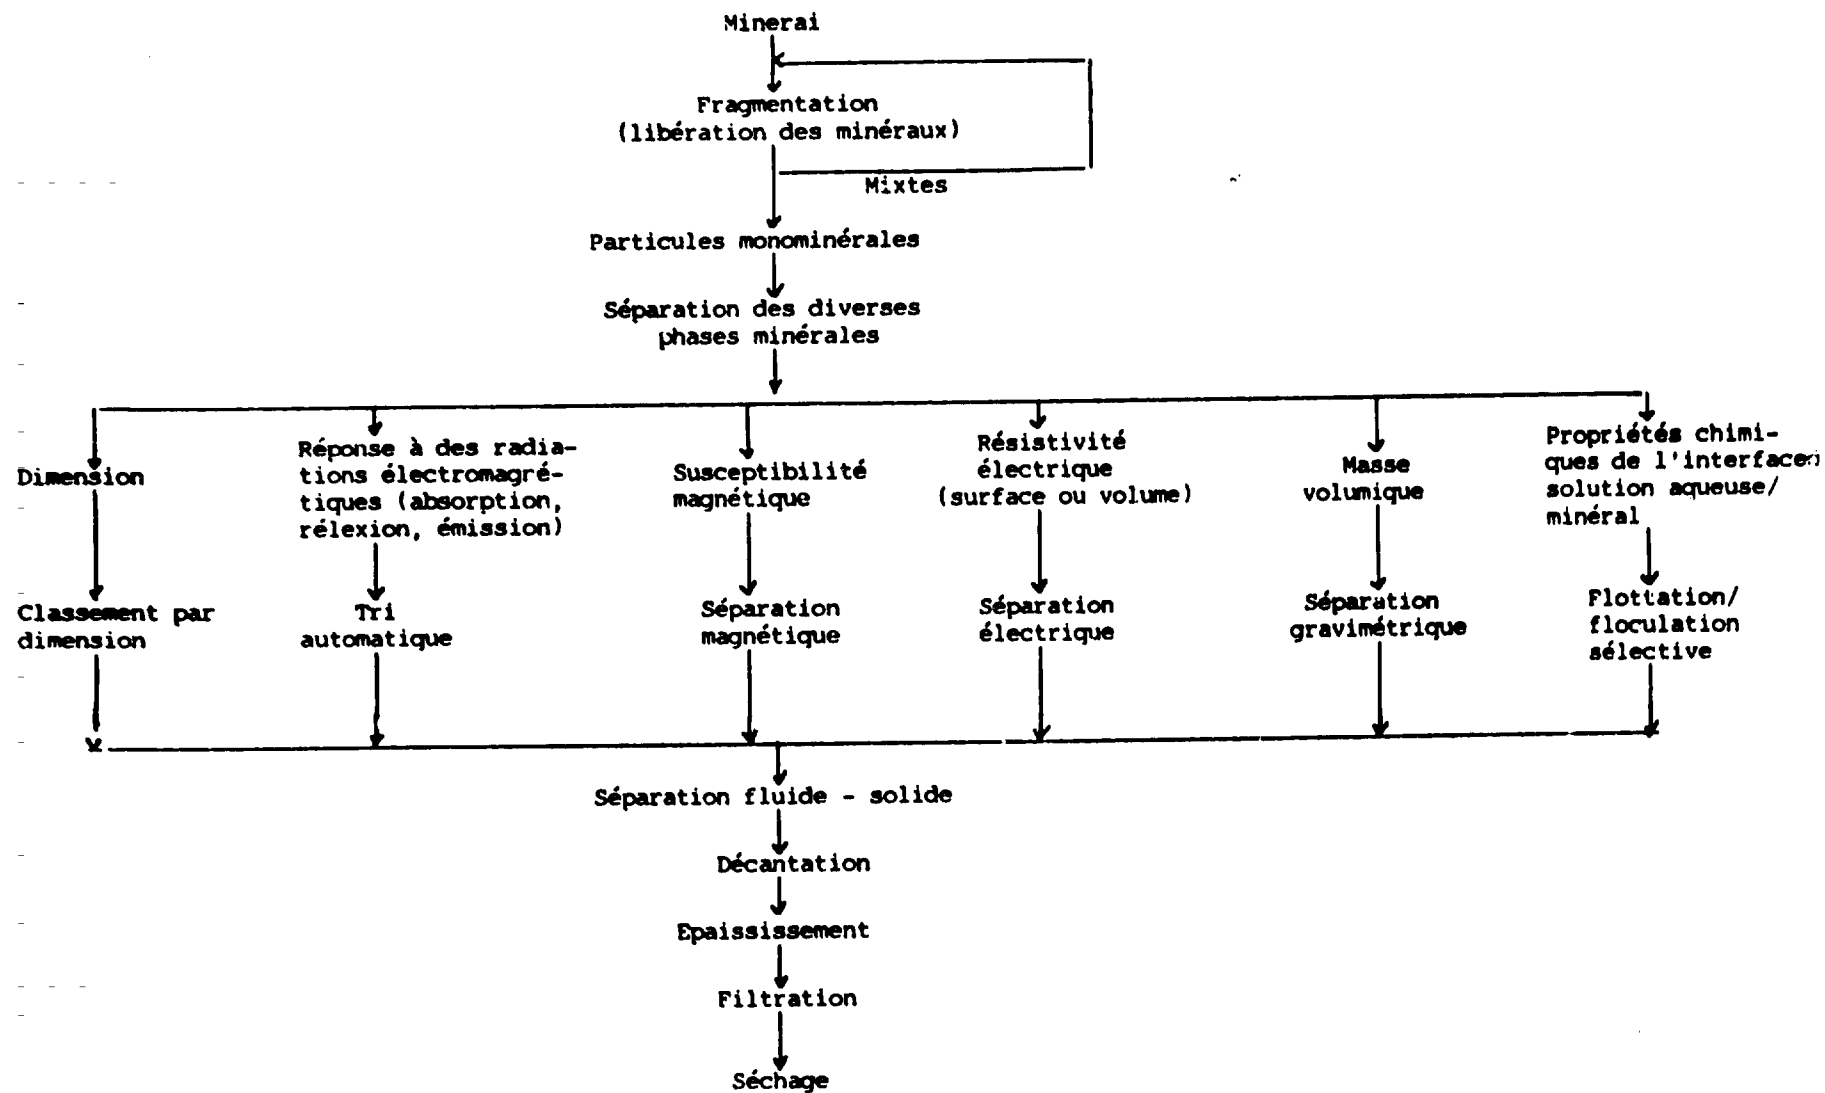 Minerai
Fragmentation
(libération des minéraux)
Mixtes
Particules monominérales
Séparation des diverses
phases minérales
Dimension
Réponse à des radia-
tions électromagré-
tiques (absorption,
rélexion, émission)
Susceptibilité
magnétique
Résistivité
électrique
(surface ou volume)
Masse
volumique
Propriétés chimi-
ques de l'interface
solution aqueuse/
minéral
Classement par
dimension
Tri
automatique
Séparation
magnétique
Séparation
électrique
Séparation
gravimétrique
Flottation/
floculation
sélective
Séparation fluide - solide
Décantation
Epaississement
Filtration
Séchage